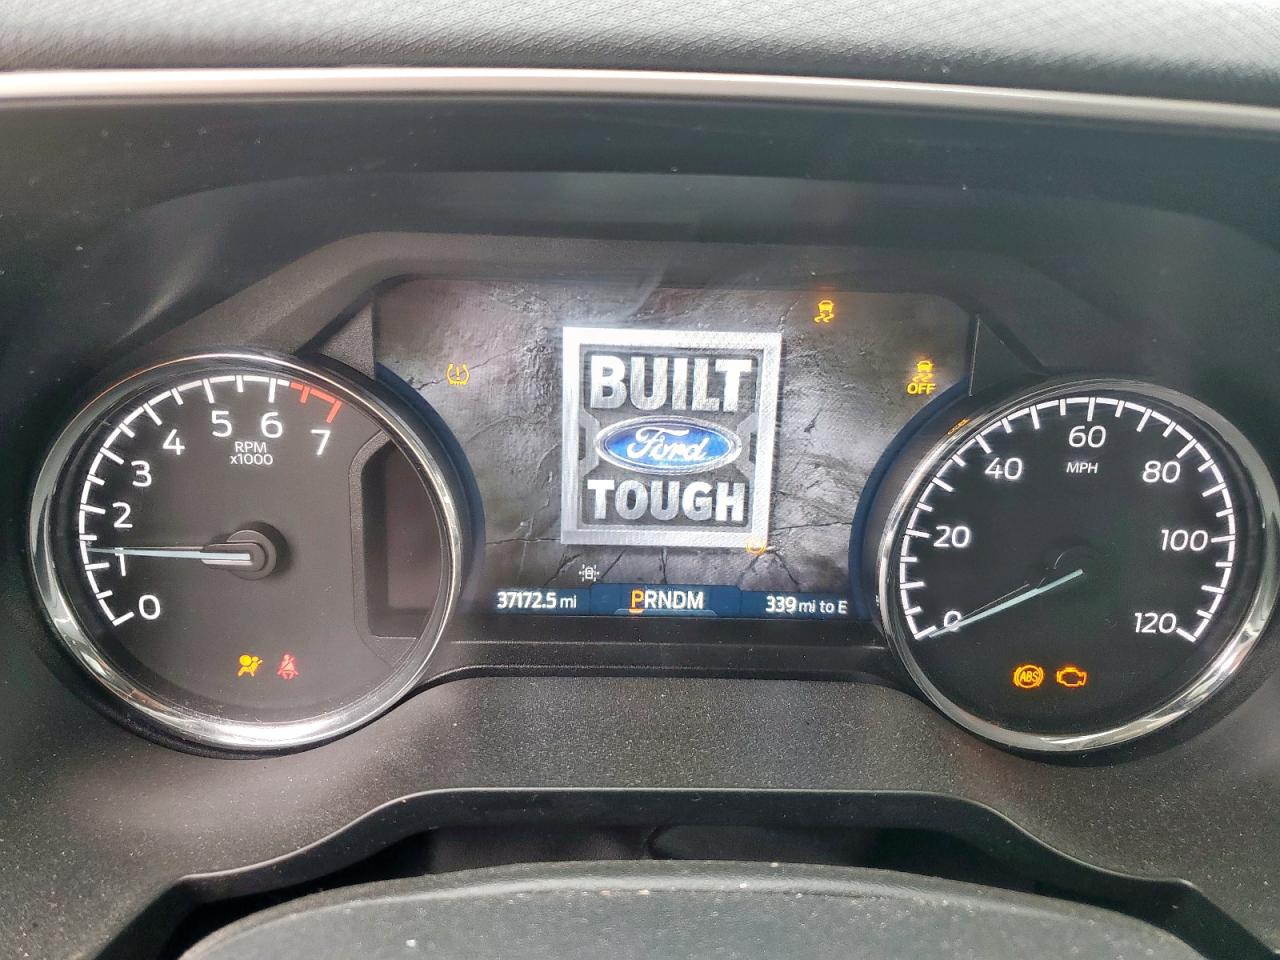 BUILT
Ford
TOUGH
OFF
37172.5 mi
PRNDM
339 mi to E
0
1
2
3
4
5
6
7
RPM
x1000
0
20
40
60
80
100
120
MPH
ABS